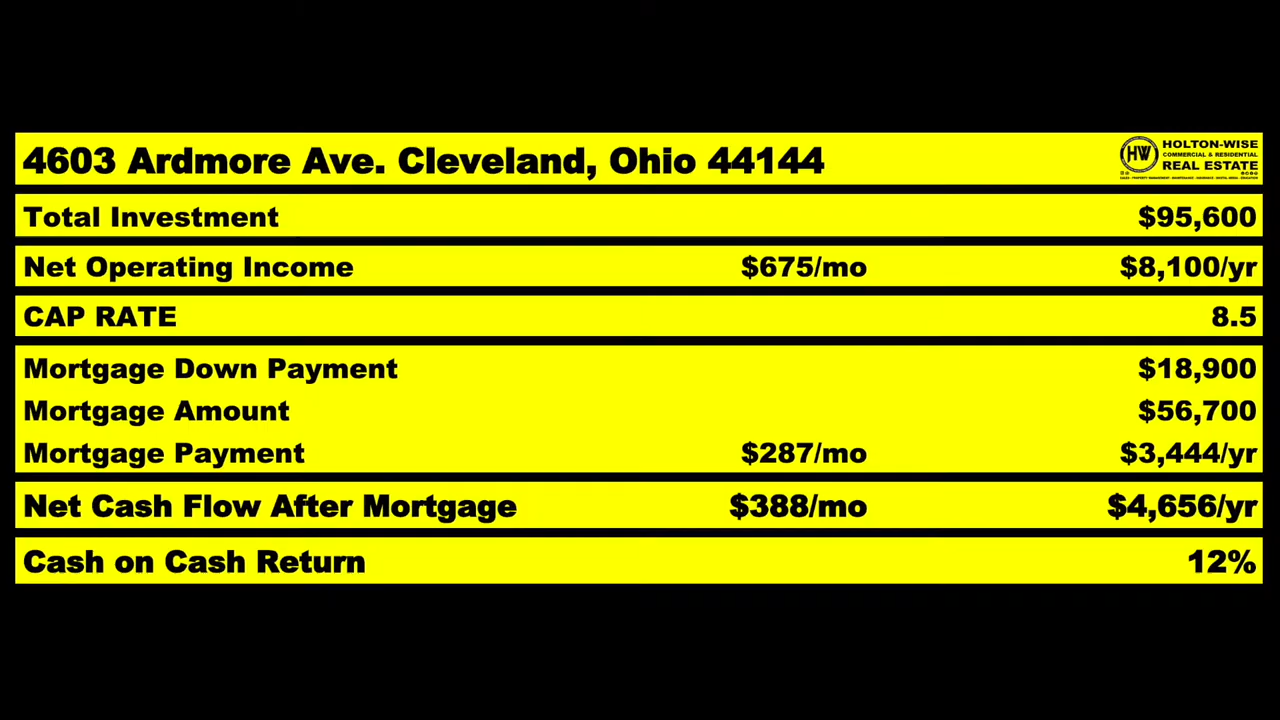 4603 Ardmore Ave. Cleveland, Ohio 44144
HW
HOLTON-WISE
COMMERCIAL & RESIDENTIAL
REAL ESTATE
Total Investment $95,600
Net Operating Income $675/mo $8,100/yr
CAP RATE 8.5
Mortgage Down Payment $18,900
Mortgage Amount $56,700
Mortgage Payment $287/mo $3,444/yr
Net Cash Flow After Mortgage $388/mo $4,656/yr
Cash on Cash Return 12%